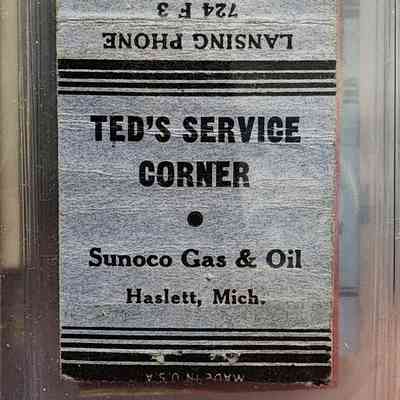 724 F 3
LANSING PHONE
TED'S SERVICE
CORNER
Sunoco Gas & Oil
Haslett, Mich.
MADE IN U.S.A